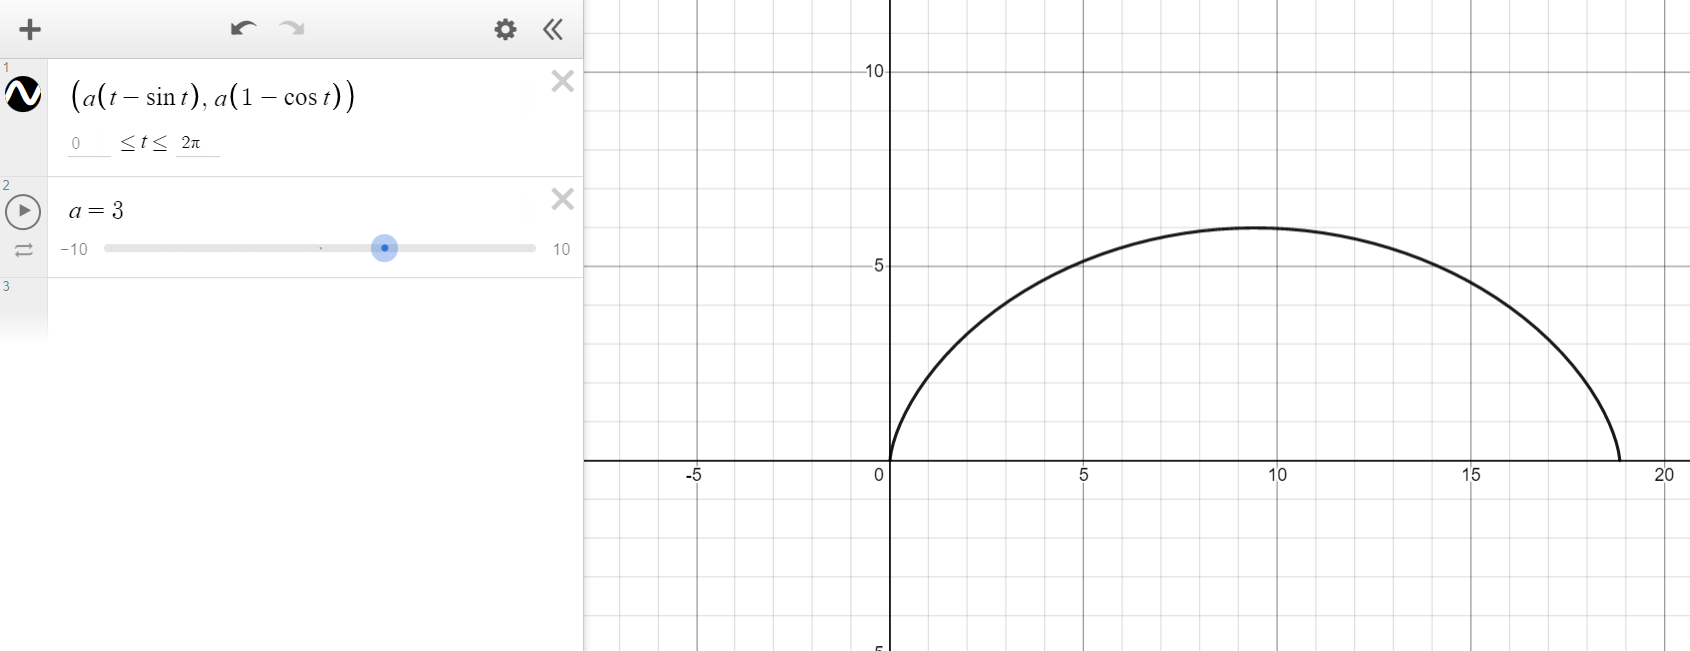 1
(a(t − sin t), a(1 − cos t))
0 ≤ t ≤ 2π
2
a = 3
−10 10
3
10
5
-5 0 5 10 15 20